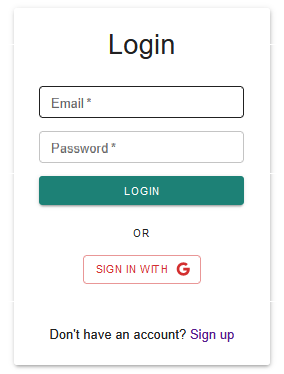 Login
Email *
Password *
LOGIN
OR
SIGN IN WITH G
Don't have an account? Sign up